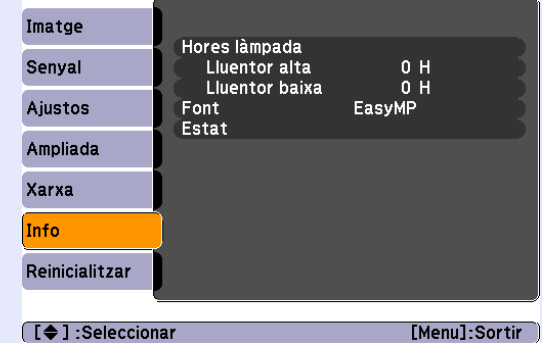 Imatge
Senyal
Ajustos
Ampliada
Xarxa
Info
Reinicialitzar
Hores làmpada
Lluentor alta 0 H
Lluentor baixa 0 H
Font EasyMP
Estat
[◆] :Seleccionar [Menu]:Sortir